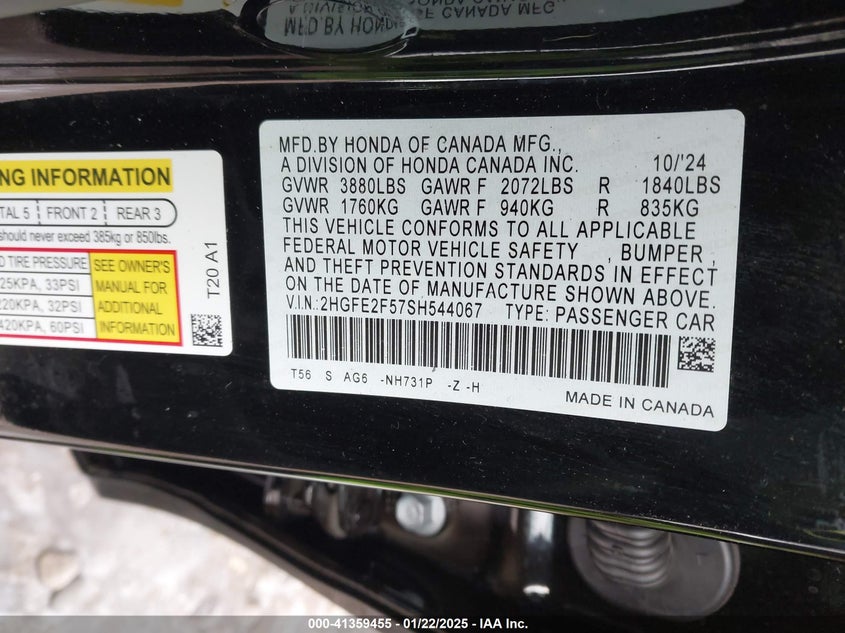 MFD.BY HONDA OF CANADA MFG.,
A DIVISION OF HONDA CANADA INC. 10/'24
GVWR 3880LBS GAWR F 2072LBS R 1840LBS
GVWR 1760KG GAWR F 940KG R 835KG
THIS VEHICLE CONFORMS TO ALL APPLICABLE
FEDERAL MOTOR VEHICLE SAFETY , BUMPER ,
AND THEFT PREVENTION STANDARDS IN EFFECT
ON THE DATE OF MANUFACTURE SHOWN ABOVE.
V.I.N.:2HGFE2F57SH544067 TYPE: PASSENGER CAR
T56 S AG6 -NH731P -Z -H
MADE IN CANADA
NG INFORMATION
TAL 5 FRONT 2 REAR 3
should never exceed 385kg or 850lbs.
D TIRE PRESSURE
25KPA, 33PSI
220KPA, 32PSI
420KPA, 60PSI
SEE OWNER'S
MANUAL FOR
ADDITIONAL
INFORMATION
T20 A1
000-41359455 - 01/22/2025 - IAA Inc.